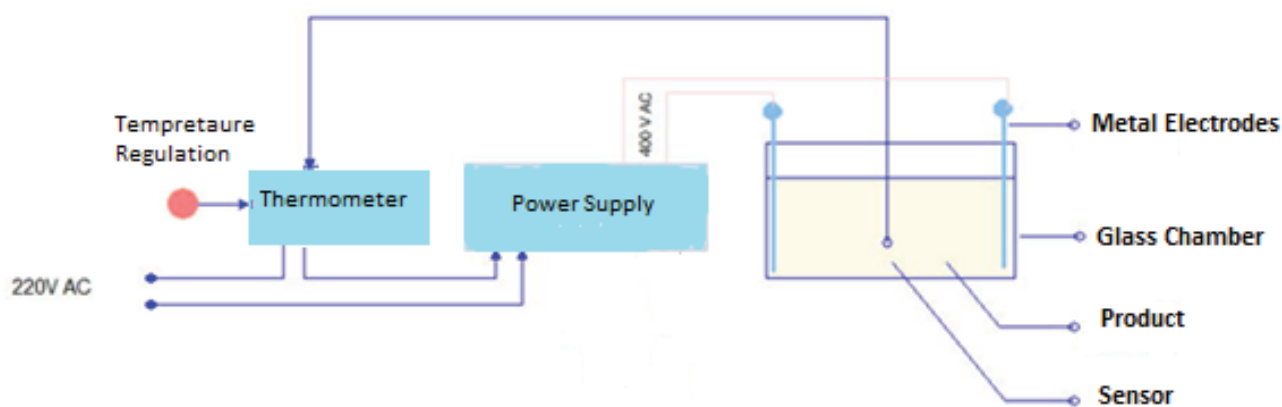 400 V AC
Metal Electrodes
Tempretaure
Regulation
Thermometer
Power Supply
Glass Chamber
220V AC
Product
Sensor